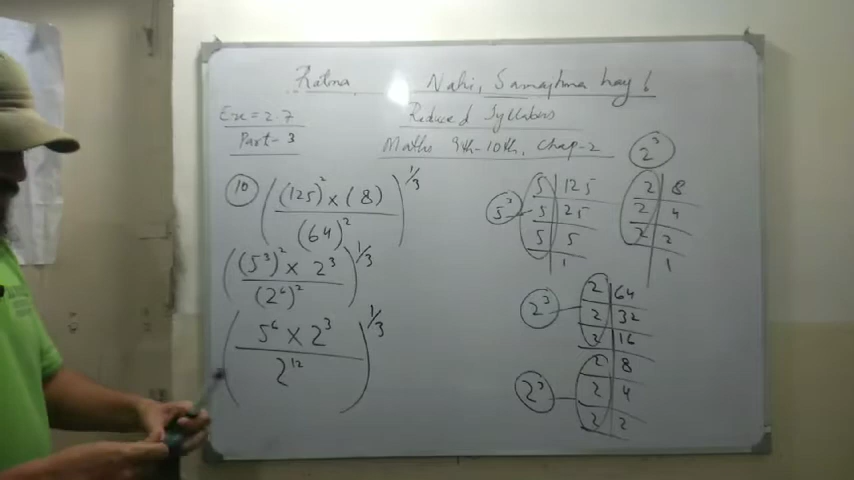 Ratna Nahi, Samajhna hay !
Ex = 2.7
Part - 3
Reduced Syllabus
Maths 9th-10th, Chap-2
10 ((125)² × (8) / (64)²)^1/3
((5³)² × 2³ / (2⁶)²)^1/3
(5⁶ × 2³ / 2¹²)^1/3
5³
5 | 125
5 | 25
5 | 5
1
2³
2 | 8
2 | 4
2 | 2
1
2³
2 | 64
2 | 32
2 | 16
2³
2 | 8
2 | 4
2 | 2